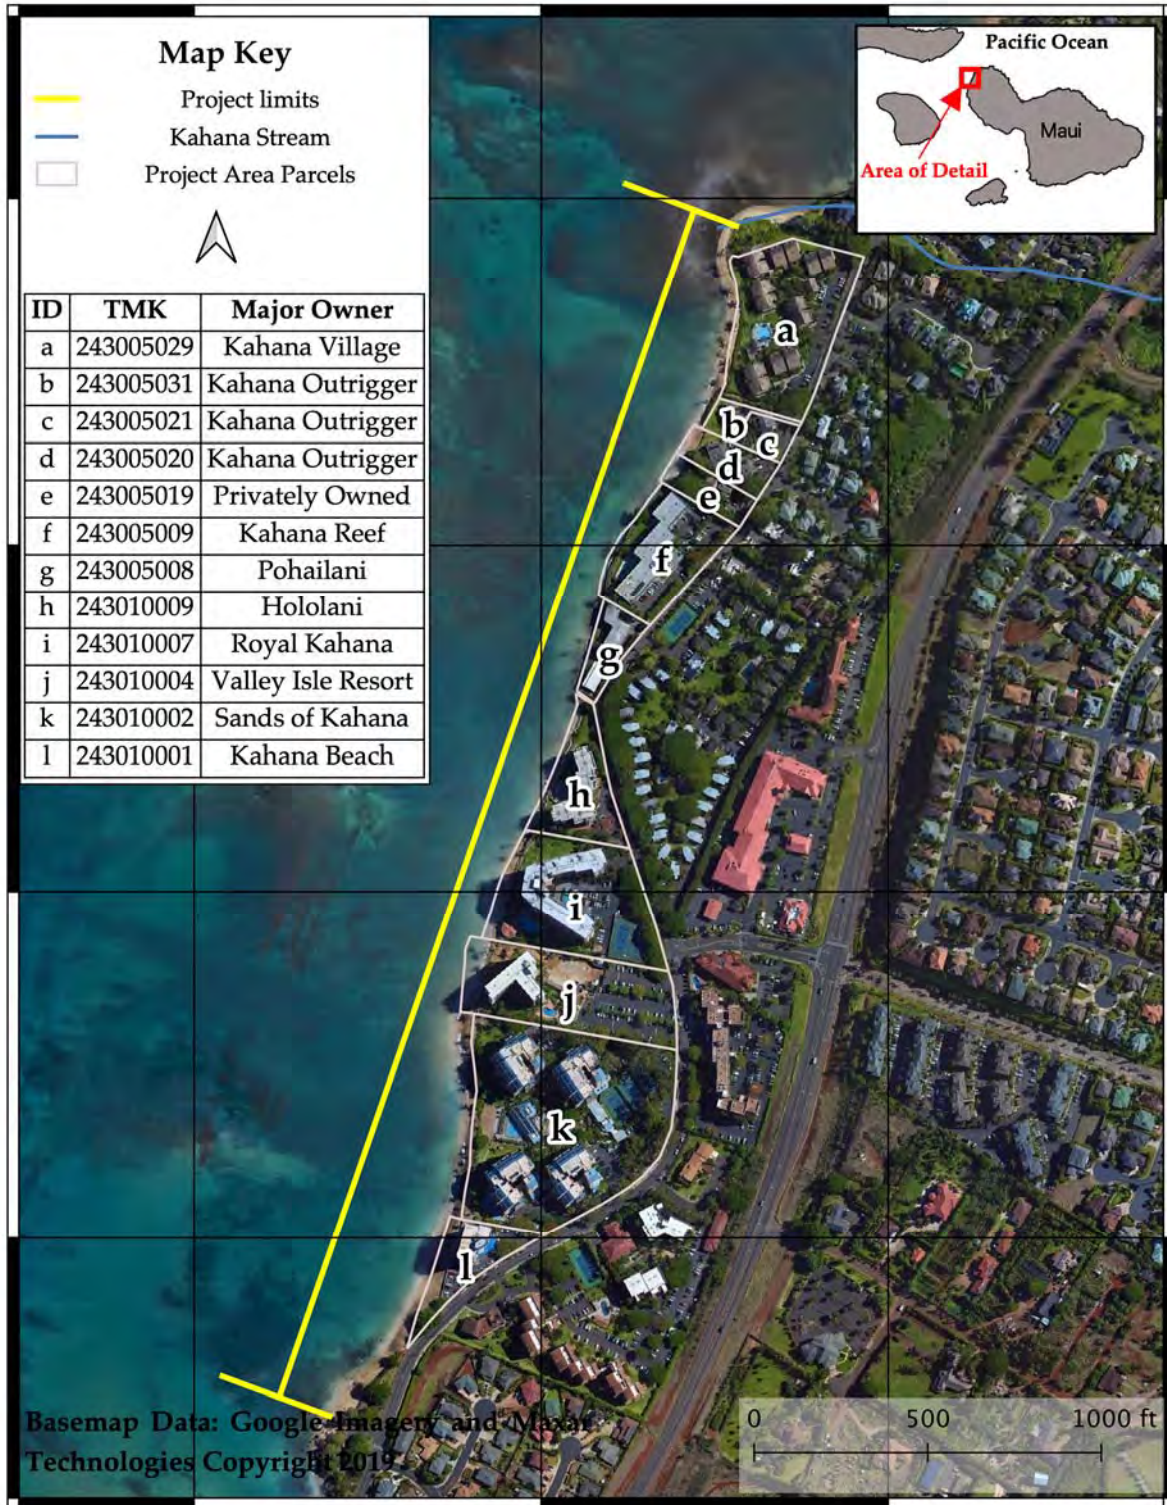 Map Key
Project limits
Kahana Stream
Project Area Parcels
ID TMK Major Owner
a 243005029 Kahana Village
b 243005031 Kahana Outrigger
c 243005021 Kahana Outrigger
d 243005020 Kahana Outrigger
e 243005019 Privately Owned
f 243005009 Kahana Reef
g 243005008 Pohailani
h 243010009 Hololani
i 243010007 Royal Kahana
j 243010004 Valley Isle Resort
k 243010002 Sands of Kahana
l 243010001 Kahana Beach
Pacific Ocean
Maui
Area of Detail
a
b
c
d
e
f
g
h
i
j
k
l
Basemap Data: Google Imagery and Maxar
Technologies Copyright 2019
0 500 1000 ft